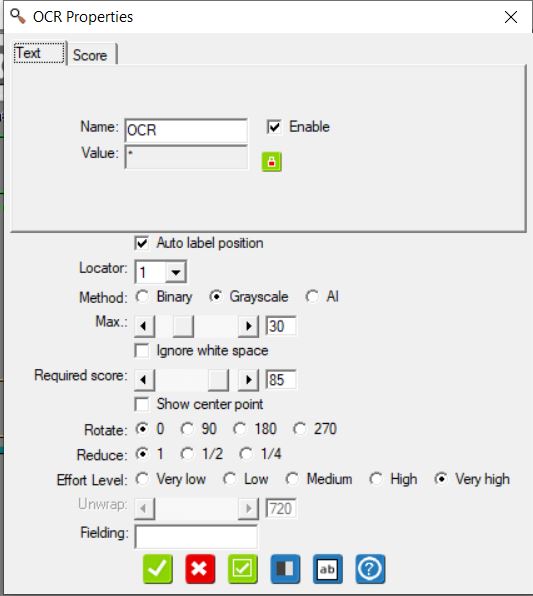 OCR Properties
Text Score
Name: OCR Enable
Value: *
Auto label position
Locator: 1
Method: Binary Grayscale AI
Max.: 30
Ignore white space
Required score: 85
Show center point
Rotate: 0 90 180 270
Reduce: 1 1/2 1/4
Effort Level: Very low Low Medium High Very high
Unwrap: 720
Fielding:
ab ?